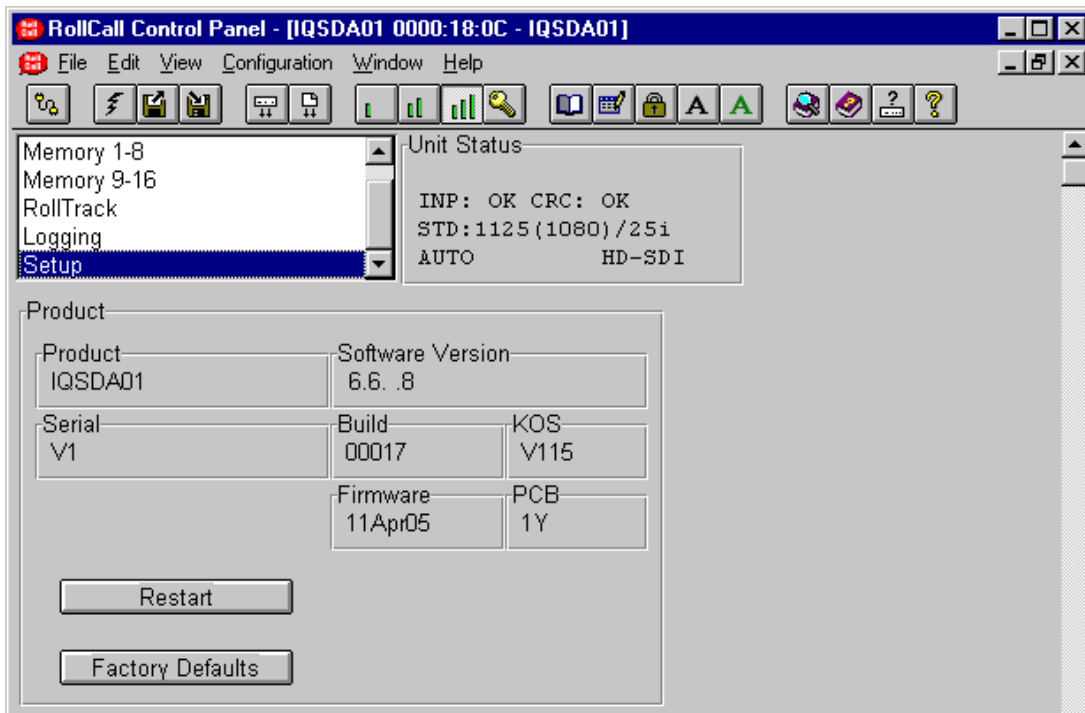 RollCall Control Panel - [IQSDA01 0000:18:0C - IQSDA01]
File Edit View Configuration Window Help
Memory 1-8
Memory 9-16
RollTrack
Logging
Setup
Unit Status
INP: OK CRC: OK
STD:1125(1080)/25i
AUTO HD-SDI
Product
Product
IQSDA01
Software Version
6.6. .8
Serial
V1
Build
00017
KOS
V115
Firmware
11Apr05
PCB
1Y
Restart
Factory Defaults